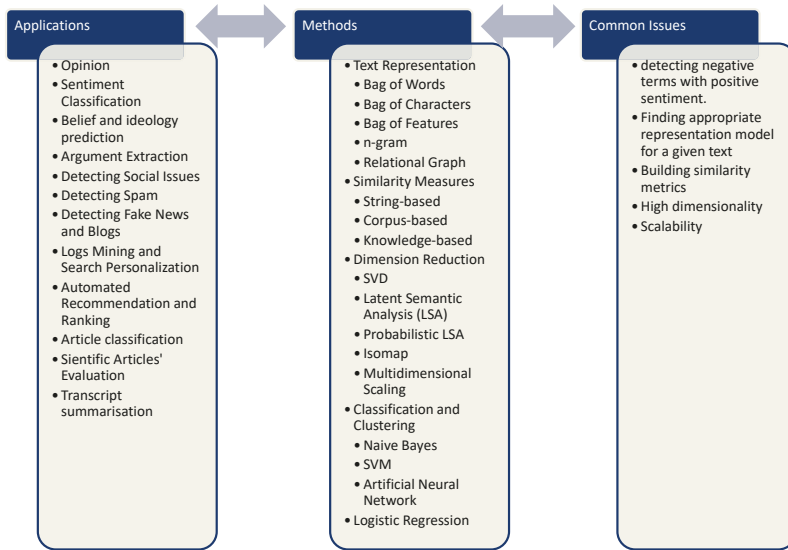 Applications
• Opinion
• Sentiment
Classification
• Belief and ideology
prediction
• Argument Extraction
• Detecting Social Issues
• Detecting Spam
• Detecting Fake News
and Blogs
• Logs Mining and
Search Personalization
• Automated
Recommendation and
Ranking
• Article classification
• Sientific Articles'
Evaluation
• Transcript
summarisation
Methods
• Text Representation
• Bag of Words
• Bag of Characters
• Bag of Features
• n-gram
• Relational Graph
• Similarity Measures
• String-based
• Corpus-based
• Knowledge-based
• Dimension Reduction
• SVD
• Latent Semantic
Analysis (LSA)
• Probabilistic LSA
• Isomap
• Multidimensional
Scaling
• Classification and
Clustering
• Naive Bayes
• SVM
• Artificial Neural
Network
• Logistic Regression
Common Issues
• detecting negative
terms with positive
sentiment.
• Finding appropriate
representation model
for a given text
• Building similarity
metrics
• High dimensionality
• Scalability